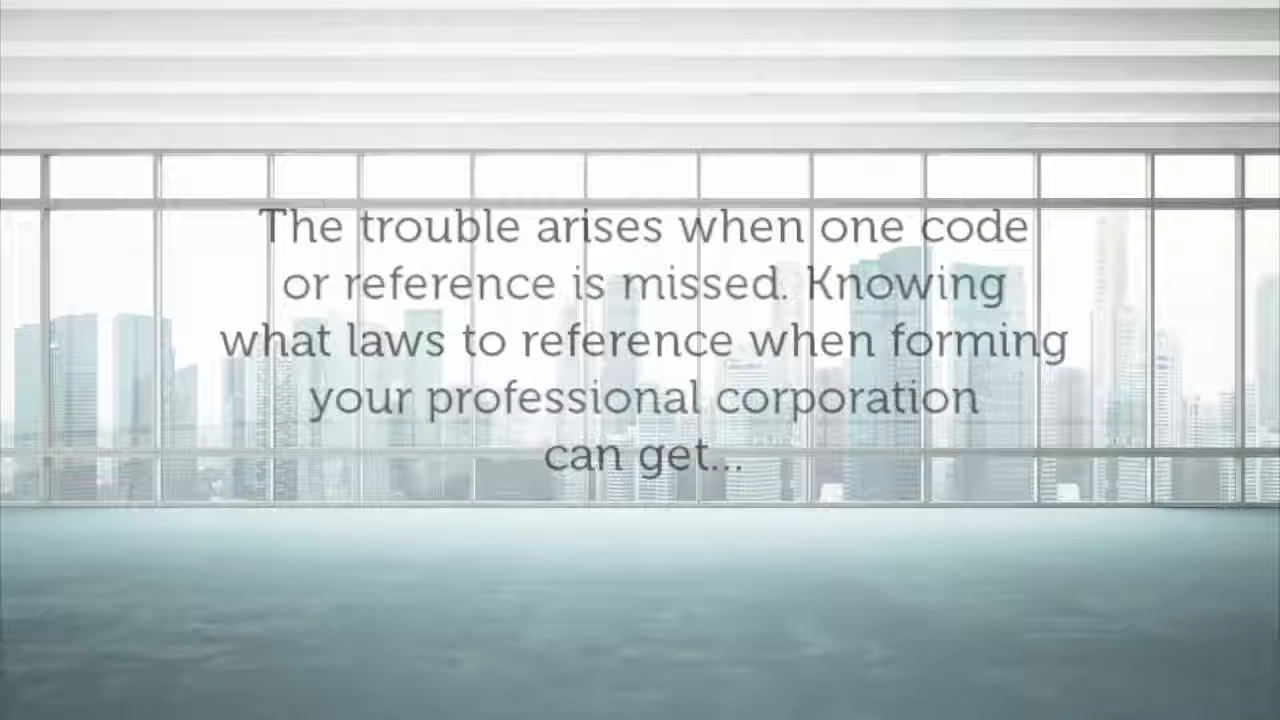 The trouble arises when one code
or reference is missed. Knowing
what laws to reference when forming
your professional corporation
can get...